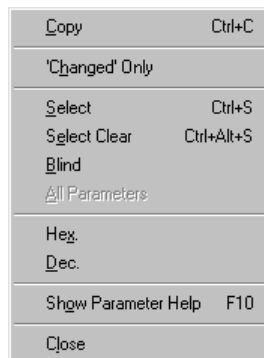 Copy Ctrl+C
'Changed' Only
Select Ctrl+S
Select Clear Ctrl+Alt+S
Blind
All Parameters
Hex.
Dec.
Show Parameter Help F10
Close